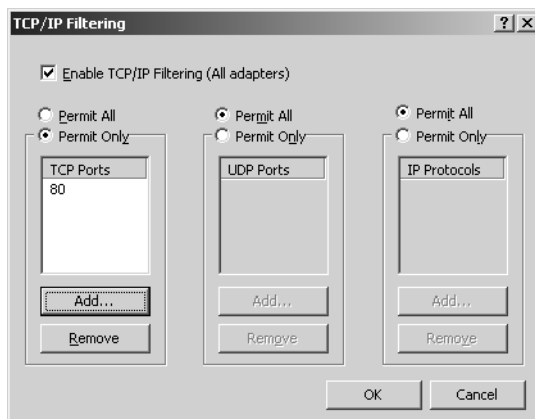 TCP/IP Filtering
Enable TCP/IP Filtering (All adapters)
Permit All
Permit Only
TCP Ports
80
Add...
Remove
Permit All
Permit Only
UDP Ports
Add...
Remove
Permit All
Permit Only
IP Protocols
Add...
Remove
OK
Cancel